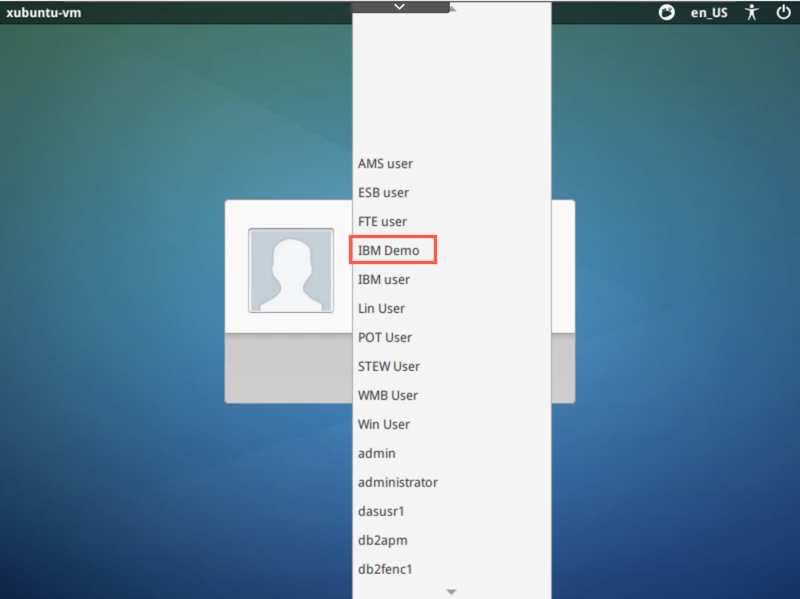 xubuntu-vm
en_US
AMS user
ESB user
FTE user
IBM Demo
IBM user
Lin User
POT User
STEW User
WMB User
Win User
admin
administrator
dasusr1
db2apm
db2fenc1